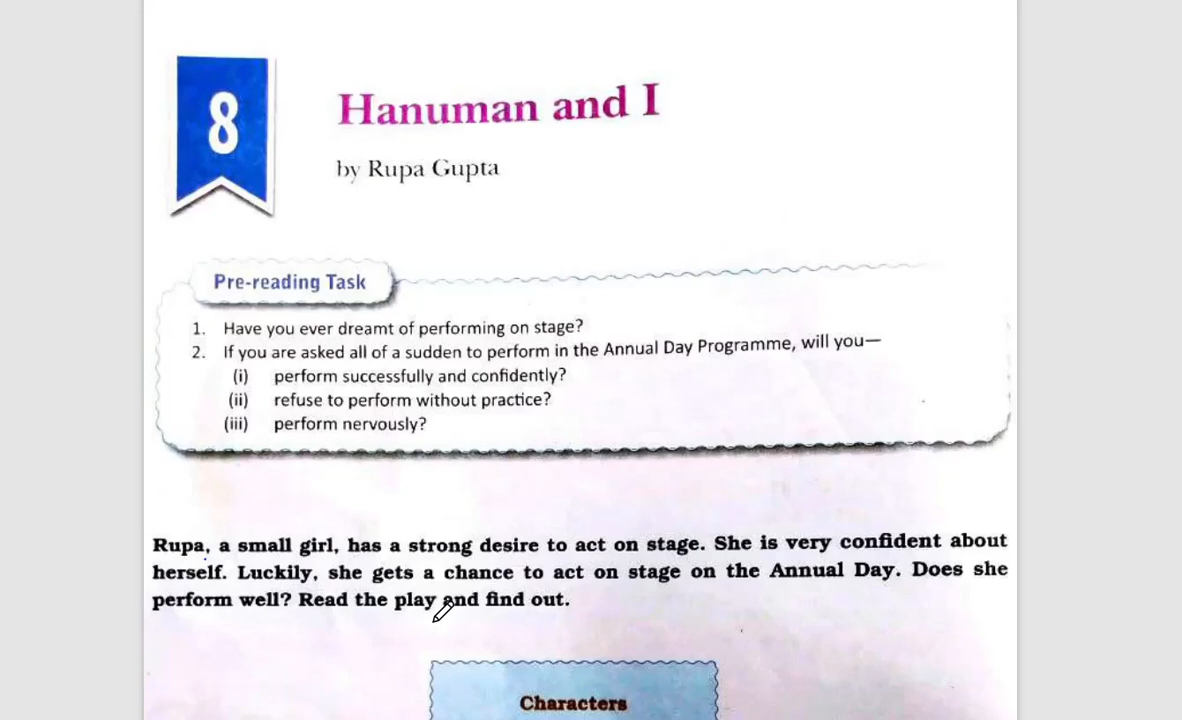 8
Hanuman and I
by Rupa Gupta
Pre-reading Task
1. Have you ever dreamt of performing on stage?
2. If you are asked all of a sudden to perform in the Annual Day Programme, will you—
(i) perform successfully and confidently?
(ii) refuse to perform without practice?
(iii) perform nervously?
Rupa, a small girl, has a strong desire to act on stage. She is very confident about
herself. Luckily, she gets a chance to act on stage on the Annual Day. Does she
perform well? Read the play and find out.
Characters